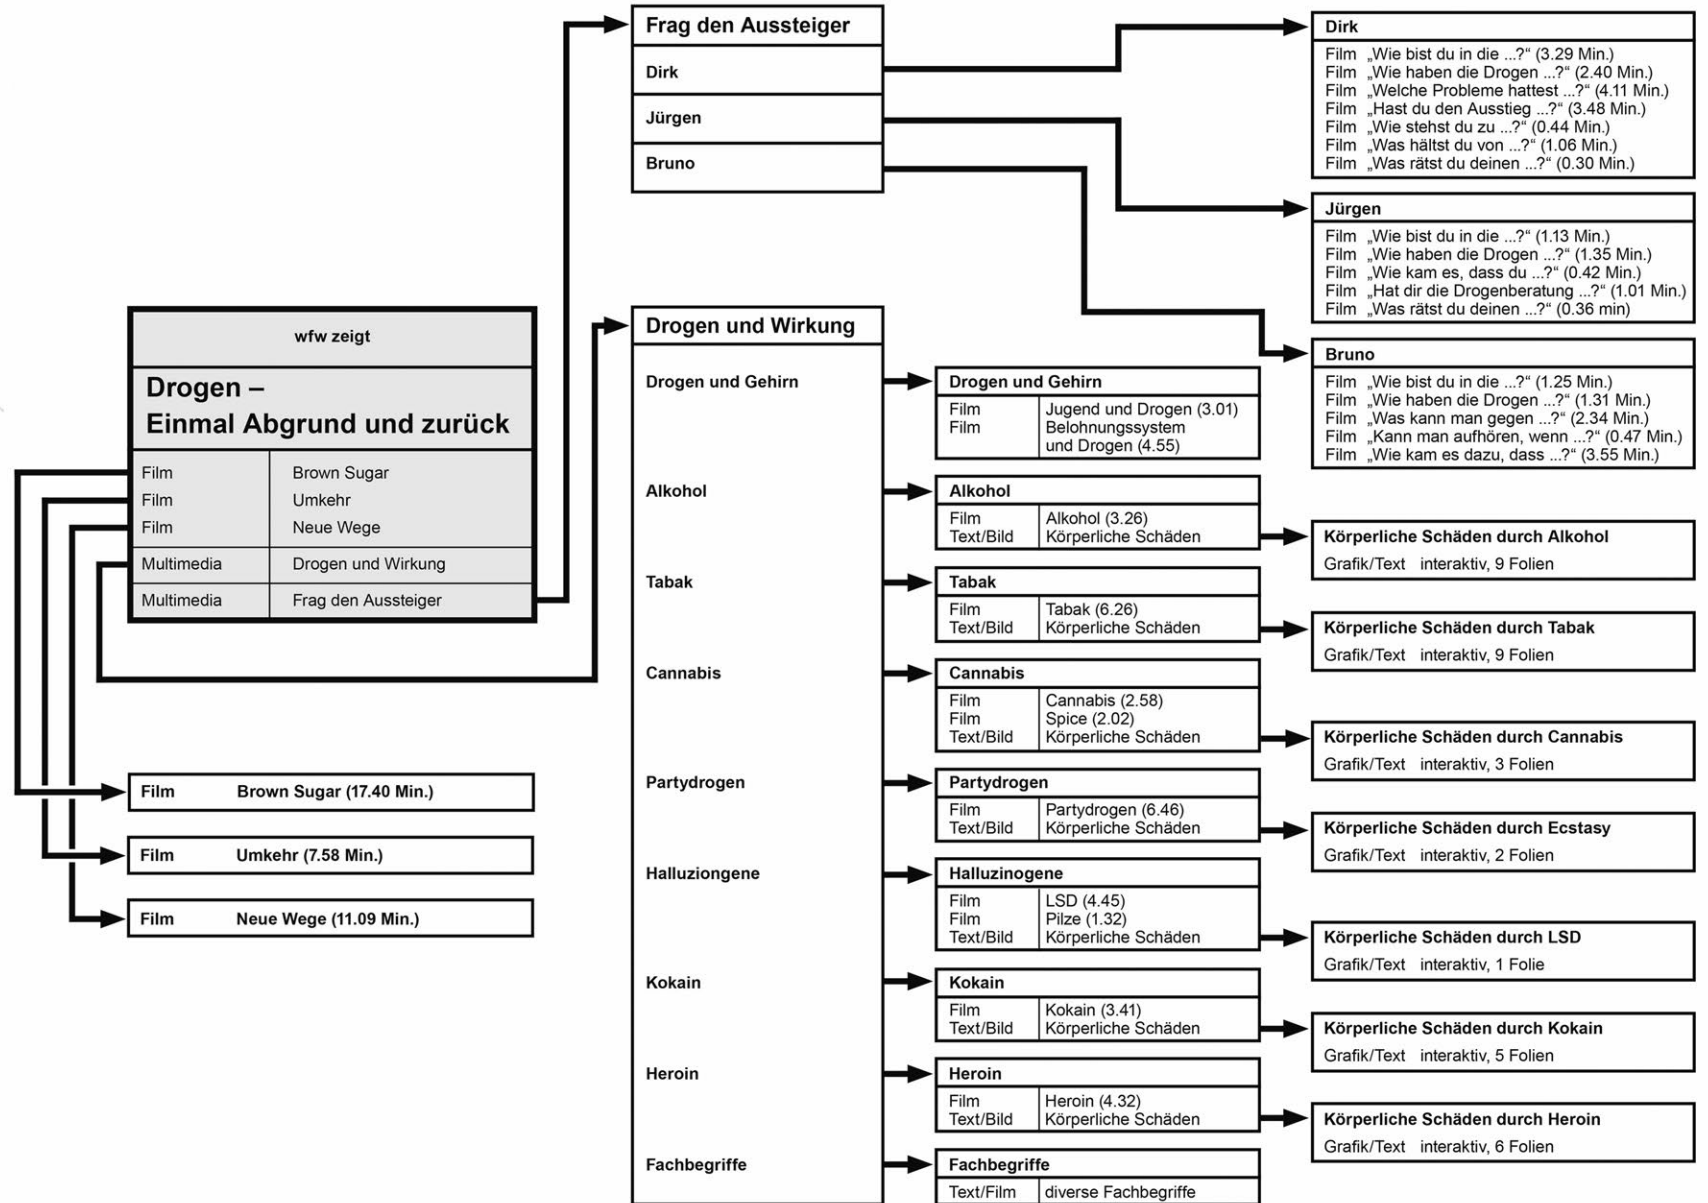 wfw zeigt
Drogen –
Einmal Abgrund und zurück
Film Brown Sugar
Film Umkehr
Film Neue Wege
Multimedia Drogen und Wirkung
Multimedia Frag den Aussteiger
Film Brown Sugar (17.40 Min.)
Film Umkehr (7.58 Min.)
Film Neue Wege (11.09 Min.)
Frag den Aussteiger
Dirk
Jürgen
Bruno
Dirk
Film „Wie bist du in die ...?“ (3.29 Min.)
Film „Wie haben die Drogen ...?“ (2.40 Min.)
Film „Welche Probleme hattest ...?“ (4.11 Min.)
Film „Hast du den Ausstieg ...?“ (3.48 Min.)
Film „Wie stehst du zu ...?“ (0.44 Min.)
Film „Was hältst du von ...?“ (1.06 Min.)
Film „Was rätst du deinen ...?“ (0.30 Min.)
Jürgen
Film „Wie bist du in die ...?“ (1.13 Min.)
Film „Wie haben die Drogen ...?“ (1.35 Min.)
Film „Wie kam es, dass du ...?“ (0.42 Min.)
Film „Hat dir die Drogenberatung ...?“ (1.01 Min.)
Film „Was rätst du deinen ...?“ (0.36 min)
Bruno
Film „Wie bist du in die ...?“ (1.25 Min.)
Film „Wie haben die Drogen ...?“ (1.31 Min.)
Film „Was kann man gegen ...?“ (2.34 Min.)
Film „Kann man aufhören, wenn ...?“ (0.47 Min.)
Film „Wie kam es dazu, dass ...?“ (3.55 Min.)
Drogen und Wirkung
Drogen und Gehirn
Alkohol
Tabak
Cannabis
Partydrogen
Halluziongene
Kokain
Heroin
Fachbegriffe
Drogen und Gehirn
Film Jugend und Drogen (3.01)
Film Belohnungssystem
und Drogen (4.55)
Alkohol
Film Alkohol (3.26)
Text/Bild Körperliche Schäden
Tabak
Film Tabak (6.26)
Text/Bild Körperliche Schäden
Cannabis
Film Cannabis (2.58)
Film Spice (2.02)
Text/Bild Körperliche Schäden
Partydrogen
Film Partydrogen (6.46)
Text/Bild Körperliche Schäden
Halluzinogene
Film LSD (4.45)
Film Pilze (1.32)
Text/Bild Körperliche Schäden
Kokain
Film Kokain (3.41)
Text/Bild Körperliche Schäden
Heroin
Film Heroin (4.32)
Text/Bild Körperliche Schäden
Fachbegriffe
Text/Film diverse Fachbegriffe
Körperliche Schäden durch Alkohol
Grafik/Text interaktiv, 9 Folien
Körperliche Schäden durch Tabak
Grafik/Text interaktiv, 9 Folien
Körperliche Schäden durch Cannabis
Grafik/Text interaktiv, 3 Folien
Körperliche Schäden durch Ecstasy
Grafik/Text interaktiv, 2 Folien
Körperliche Schäden durch LSD
Grafik/Text interaktiv, 1 Folie
Körperliche Schäden durch Kokain
Grafik/Text interaktiv, 5 Folien
Körperliche Schäden durch Heroin
Grafik/Text interaktiv, 6 Folien